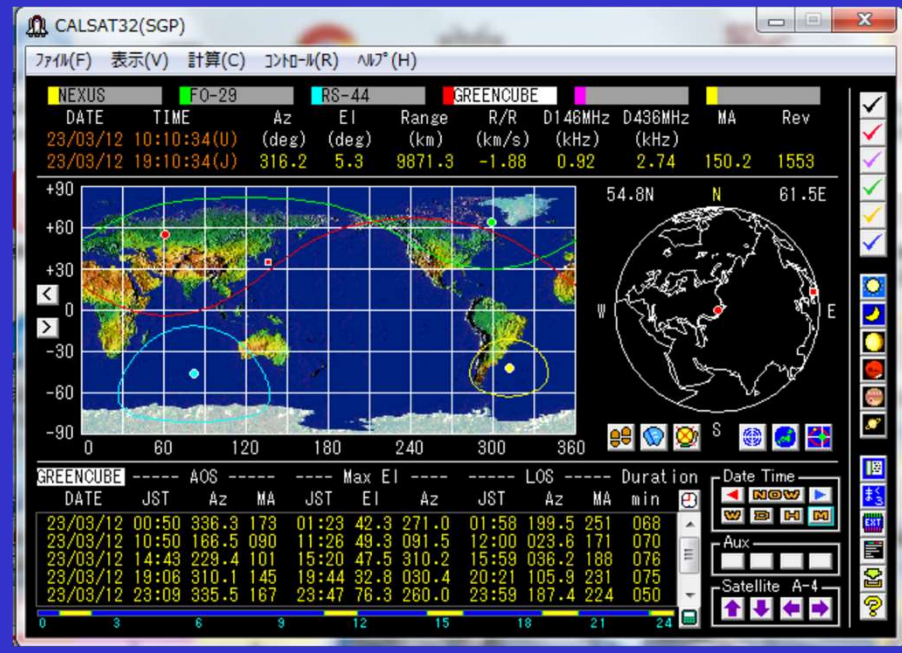 CALSAT32(SGP)
ﾌｧｲﾙ(F) 表示(V) 計算(C) ｺﾝﾄﾛｰﾙ(R) ﾍﾙﾌﾟ(H)
NEXUS FO-29 RS-44 GREENCUBE
DATE TIME Az El Range R/R D146MHz D436MHz MA Rev
23/03/12 10:10:34(U) (deg) (deg) (km) (km/s) (kHz) (kHz)
23/03/12 19:10:34(J) 316.2 5.3 9871.3 -1.88 0.92 2.74 150.2 1553
+90 54.8N N 61.5E
+60
+30
<
0 W E
>
-30
-60
-90
0 60 120 180 240 300 360 S
GREENCUBE ----- AOS ----- ---- Max El ---- ----- LOS ----- Duration
DATE JST Az MA JST El Az JST Az MA min
23/03/12 00:50 336.3 173 01:23 42.3 271.0 01:58 199.5 251 068
23/03/12 10:50 166.5 090 11:26 49.3 091.5 12:00 023.6 171 070
23/03/12 14:43 229.4 101 15:20 47.5 310.2 15:59 036.2 188 076
23/03/12 19:06 310.1 145 19:44 32.8 030.4 20:21 105.9 231 075
23/03/12 23:09 335.5 167 23:47 76.3 260.0 23:59 187.4 224 050
0 3 6 9 12 15 18 21 24
Date Time
NOW
W D H M
Aux
Satellite A-4
まくろ
EXT
?